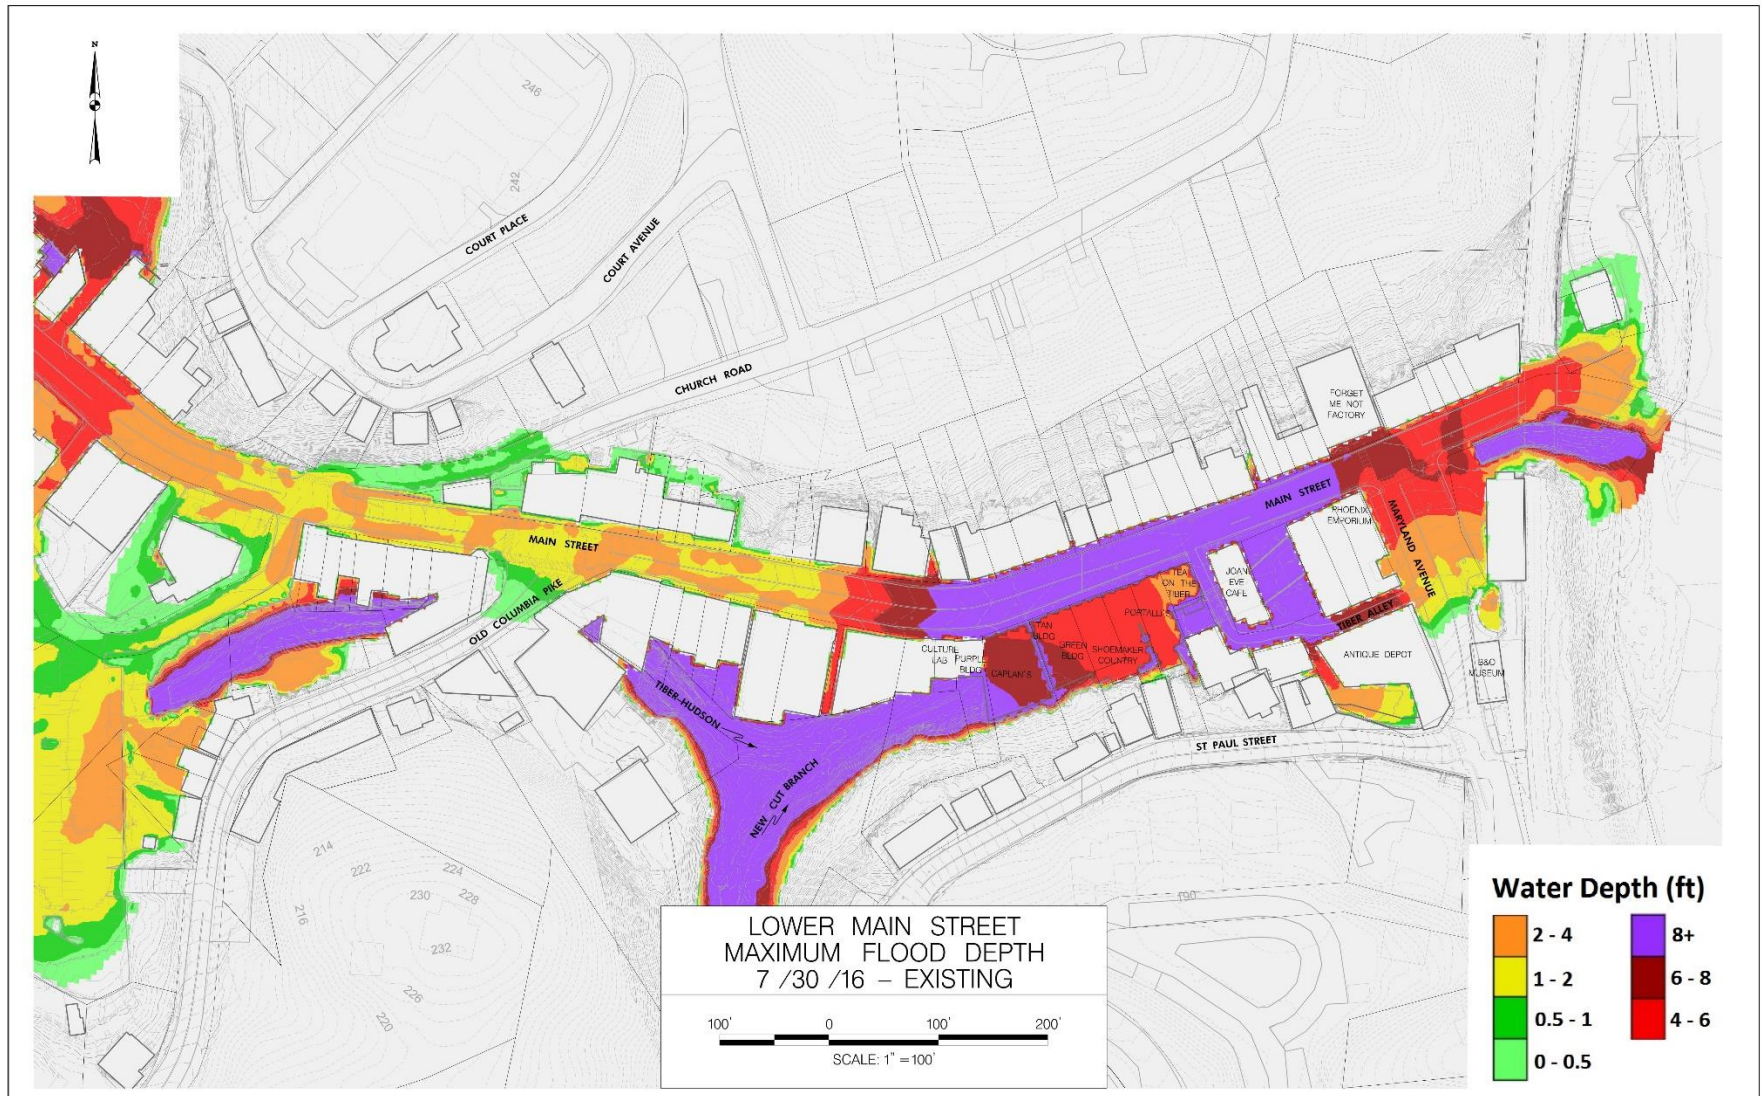 N
246
242
COURT PLACE
COURT AVENUE
CHURCH ROAD
FORGET
ME NOT
FACTORY
MAIN STREET
MAIN STREET
PHOENIX
EMPORIUM
MARYLAND AVENUE
TEA
ON THE
TIBER
JOAN
EVE
CAFE
OLD COLUMBIA PIKE
TIBER ALLEY
TAN
BLDG
GREEN
BLDG
SHOEMAKER
COUNTRY
CULTURE
LAB
PURPLE
BLDG
CAPLAN'S
ANTIQUE DEPOT
B&O
MUSEUM
TIBER-HUDSON
ST PAUL STREET
NEW CUT BRANCH
214
222
224
230
228
216
232
226
220
190
LOWER MAIN STREET
MAXIMUM FLOOD DEPTH
7 /30 /16 – EXISTING
100' 0 100' 200'
SCALE: 1" =100'
Water Depth (ft)
2 - 4 8+
1 - 2 6 - 8
0.5 - 1 4 - 6
0 - 0.5